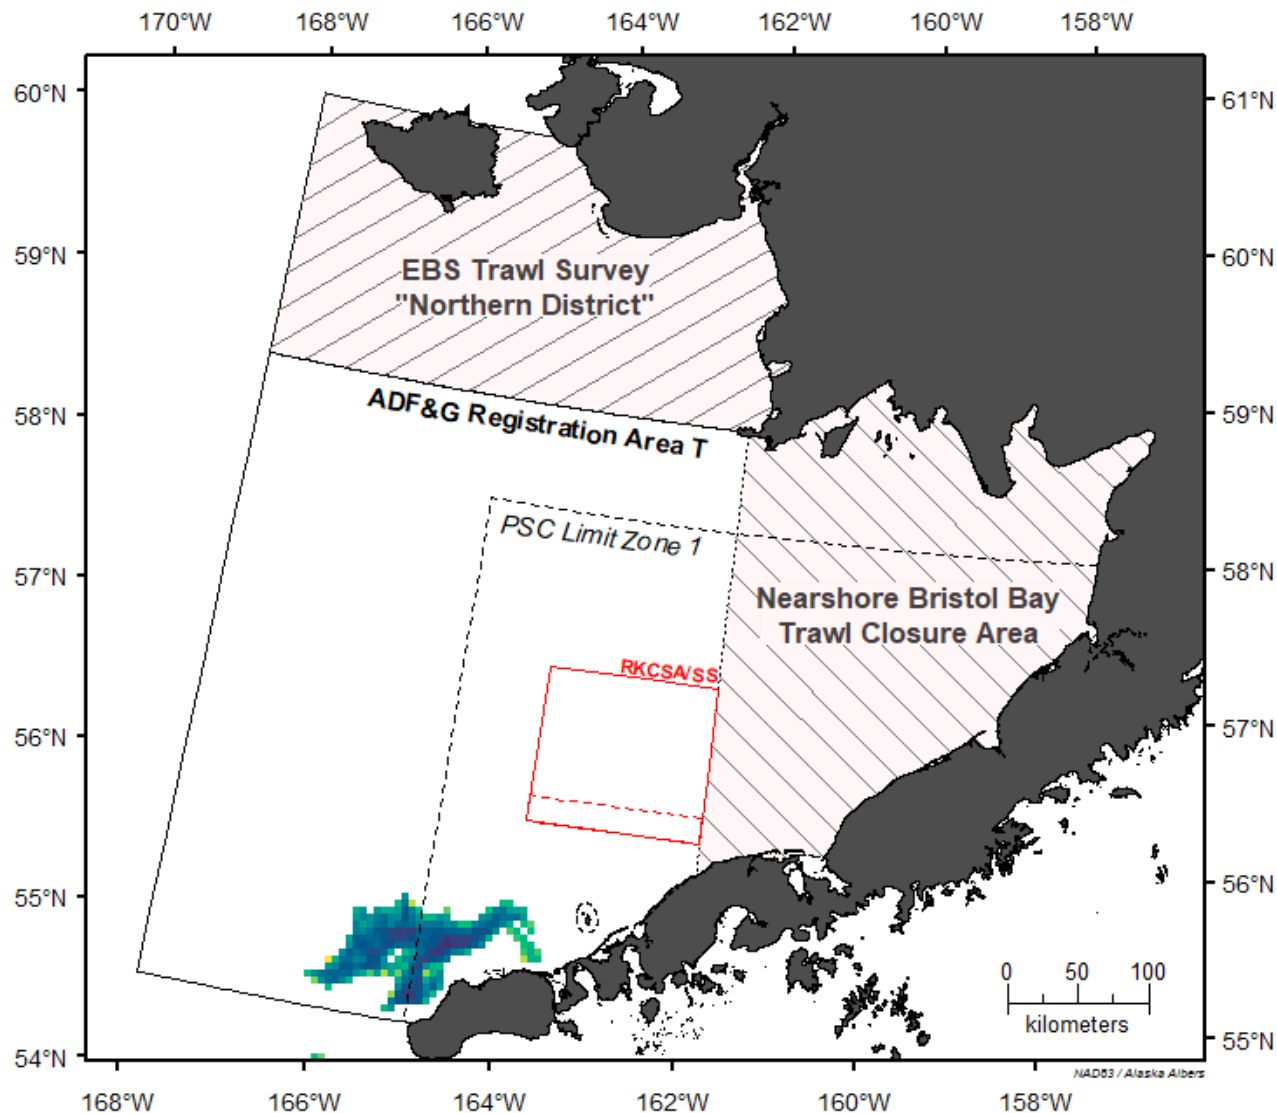 170°W 168°W 166°W 164°W 162°W 160°W 158°W
60°N
61°N
59°N
60°N
EBS Trawl Survey
"Northern District"
58°N
59°N
ADF&G Registration Area T
PSC Limit Zone 1
57°N
58°N
Nearshore Bristol Bay
Trawl Closure Area
RKCSA/SS
56°N
57°N
55°N
56°N
0 50 100
kilometers
54°N
55°N
NAD83 / Alaska Albers
168°W 166°W 164°W 162°W 160°W 158°W